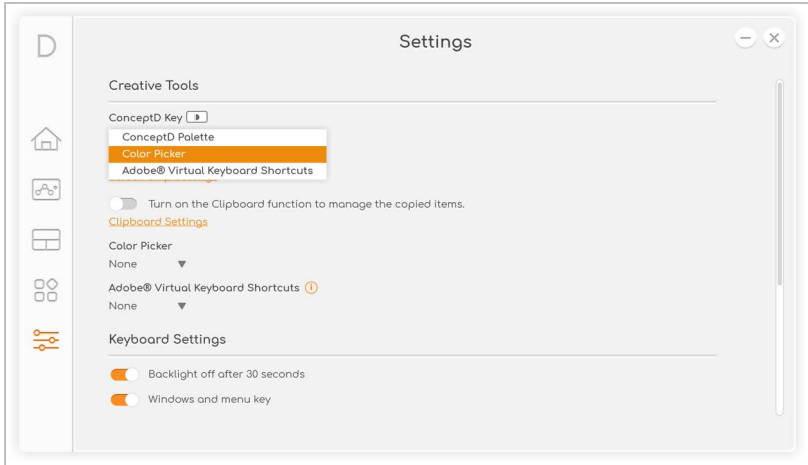 D
Settings
Creative Tools
ConceptD Key
ConceptD Palette
Color Picker
Adobe® Virtual Keyboard Shortcuts
Turn on the Clipboard function to manage the copied items.
Clipboard Settings
Color Picker
None
Adobe® Virtual Keyboard Shortcuts
None
Keyboard Settings
Backlight off after 30 seconds
Windows and menu key